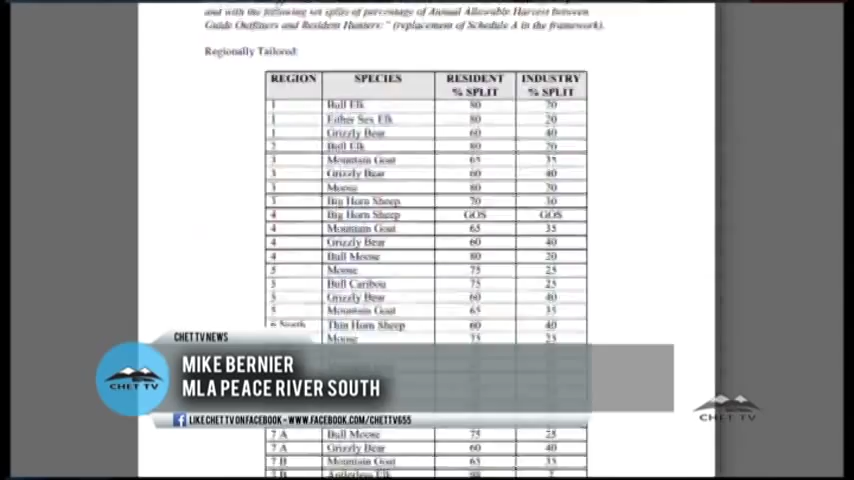 and with the following set splits of percentage of Annual Allowable Harvest between
Guide Outfitters and Resident Hunters:" (replacement of Schedule A in the framework).
Regionally Tailored:
REGION SPECIES RESIDENT % SPLIT INDUSTRY % SPLIT
1 Bull Elk 80 20
1 Either Sex Elk 80 20
1 Grizzly Bear 60 40
2 Bull Elk 80 20
3 Mountain Goat 65 35
3 Grizzly Bear 60 40
3 Moose 80 20
3 Big Horn Sheep 70 30
4 Big Horn Sheep GOS GOS
4 Mountain Goat 65 35
4 Grizzly Bear 60 40
4 Bull Moose 80 20
5 Moose 75 25
5 Bull Caribou 75 25
5 Grizzly Bear 60 40
5 Mountain Goat 65 35
6 South Thin Horn Sheep 60 40
Moose 75 25
CHET TV NEWS
MIKE BERNIER
MLA PEACE RIVER SOUTH
CHET TV
LIKE CHET TV ON FACEBOOK - WWW.FACEBOOK.COM/CHETTV655
CHET TV
7 A Bull Moose 75 25
7 A Grizzly Bear 60 40
7 B Mountain Goat 65 35
7 B Antlerless Elk